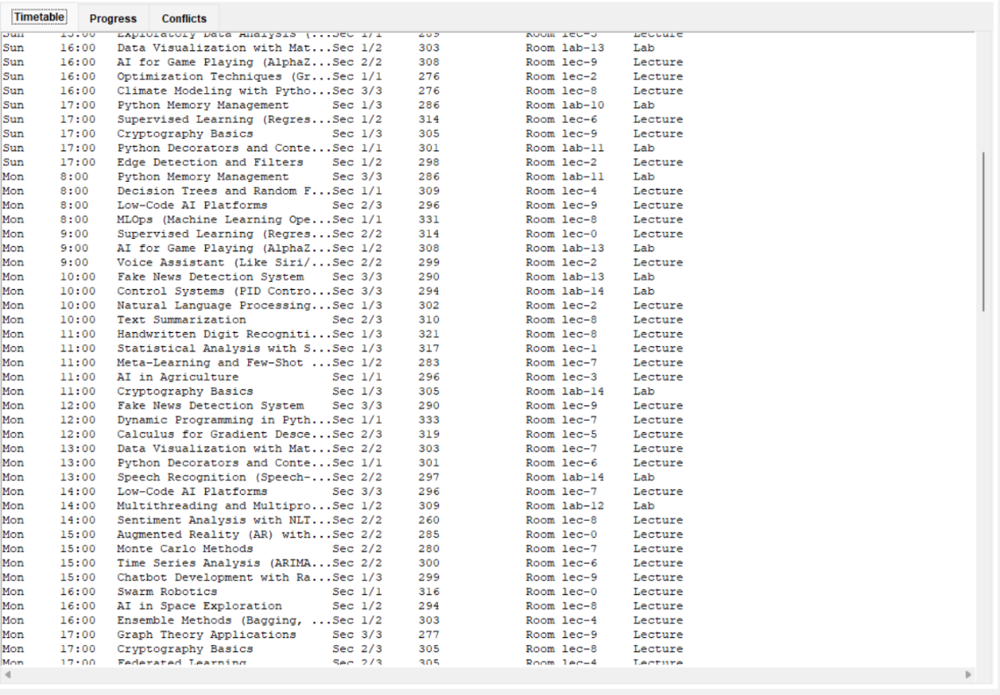 Timetable Progress Conflicts
Sun 15:00 Exploratory Data Analysis (...Sec 1/1 289 Room lec-5 Lecture
Sun 16:00 Data Visualization with Mat...Sec 1/2 303 Room lab-13 Lab
Sun 16:00 AI for Game Playing (AlphaZ...Sec 2/2 308 Room lec-9 Lecture
Sun 16:00 Optimization Techniques (Gr...Sec 1/1 276 Room lec-2 Lecture
Sun 16:00 Climate Modeling with Pytho...Sec 3/3 276 Room lec-8 Lecture
Sun 17:00 Python Memory Management Sec 1/3 286 Room lab-10 Lab
Sun 17:00 Supervised Learning (Regres...Sec 1/2 314 Room lec-6 Lecture
Sun 17:00 Cryptography Basics Sec 1/3 305 Room lec-9 Lecture
Sun 17:00 Python Decorators and Conte...Sec 1/1 301 Room lab-11 Lab
Sun 17:00 Edge Detection and Filters Sec 1/2 298 Room lec-2 Lecture
Mon 8:00 Python Memory Management Sec 3/3 286 Room lab-11 Lab
Mon 8:00 Decision Trees and Random F...Sec 1/1 309 Room lec-4 Lecture
Mon 8:00 Low-Code AI Platforms Sec 2/3 296 Room lec-9 Lecture
Mon 8:00 MLOps (Machine Learning Ope...Sec 1/1 331 Room lec-8 Lecture
Mon 9:00 Supervised Learning (Regres...Sec 2/2 314 Room lec-0 Lecture
Mon 9:00 AI for Game Playing (AlphaZ...Sec 1/2 308 Room lab-13 Lab
Mon 9:00 Voice Assistant (Like Siri/...Sec 2/2 299 Room lec-2 Lecture
Mon 10:00 Fake News Detection System Sec 3/3 290 Room lab-13 Lab
Mon 10:00 Control Systems (PID Contro...Sec 3/3 294 Room lab-14 Lab
Mon 10:00 Natural Language Processing...Sec 1/3 302 Room lec-2 Lecture
Mon 10:00 Text Summarization Sec 2/3 310 Room lec-8 Lecture
Mon 11:00 Handwritten Digit Recogniti...Sec 1/3 321 Room lec-8 Lecture
Mon 11:00 Statistical Analysis with S...Sec 1/3 317 Room lec-1 Lecture
Mon 11:00 Meta-Learning and Few-Shot ...Sec 1/2 283 Room lec-7 Lecture
Mon 11:00 AI in Agriculture Sec 1/1 296 Room lec-3 Lecture
Mon 11:00 Cryptography Basics Sec 1/3 305 Room lab-14 Lab
Mon 12:00 Fake News Detection System Sec 3/3 290 Room lec-9 Lecture
Mon 12:00 Dynamic Programming in Pyth...Sec 1/1 333 Room lec-7 Lecture
Mon 12:00 Calculus for Gradient Desce...Sec 2/3 319 Room lec-5 Lecture
Mon 13:00 Data Visualization with Mat...Sec 2/2 303 Room lec-7 Lecture
Mon 13:00 Python Decorators and Conte...Sec 1/1 301 Room lec-6 Lecture
Mon 13:00 Speech Recognition (Speech-...Sec 2/2 297 Room lab-14 Lab
Mon 14:00 Low-Code AI Platforms Sec 3/3 296 Room lec-7 Lecture
Mon 14:00 Multithreading and Multipro...Sec 1/2 309 Room lab-12 Lab
Mon 14:00 Sentiment Analysis with NLT...Sec 2/2 260 Room lec-8 Lecture
Mon 15:00 Augmented Reality (AR) with...Sec 2/2 285 Room lec-0 Lecture
Mon 15:00 Monte Carlo Methods Sec 2/2 280 Room lec-7 Lecture
Mon 15:00 Time Series Analysis (ARIMA...Sec 2/2 300 Room lec-6 Lecture
Mon 15:00 Chatbot Development with Ra...Sec 1/3 299 Room lec-9 Lecture
Mon 16:00 Swarm Robotics Sec 1/1 316 Room lec-0 Lecture
Mon 16:00 AI in Space Exploration Sec 1/2 294 Room lec-8 Lecture
Mon 16:00 Ensemble Methods (Bagging, ...Sec 1/2 303 Room lec-4 Lecture
Mon 17:00 Graph Theory Applications Sec 3/3 277 Room lec-9 Lecture
Mon 17:00 Cryptography Basics Sec 2/3 305 Room lec-8 Lecture
Mon 17:00 Federated Learning Sec 2/3 305 Room lec-4 Lecture